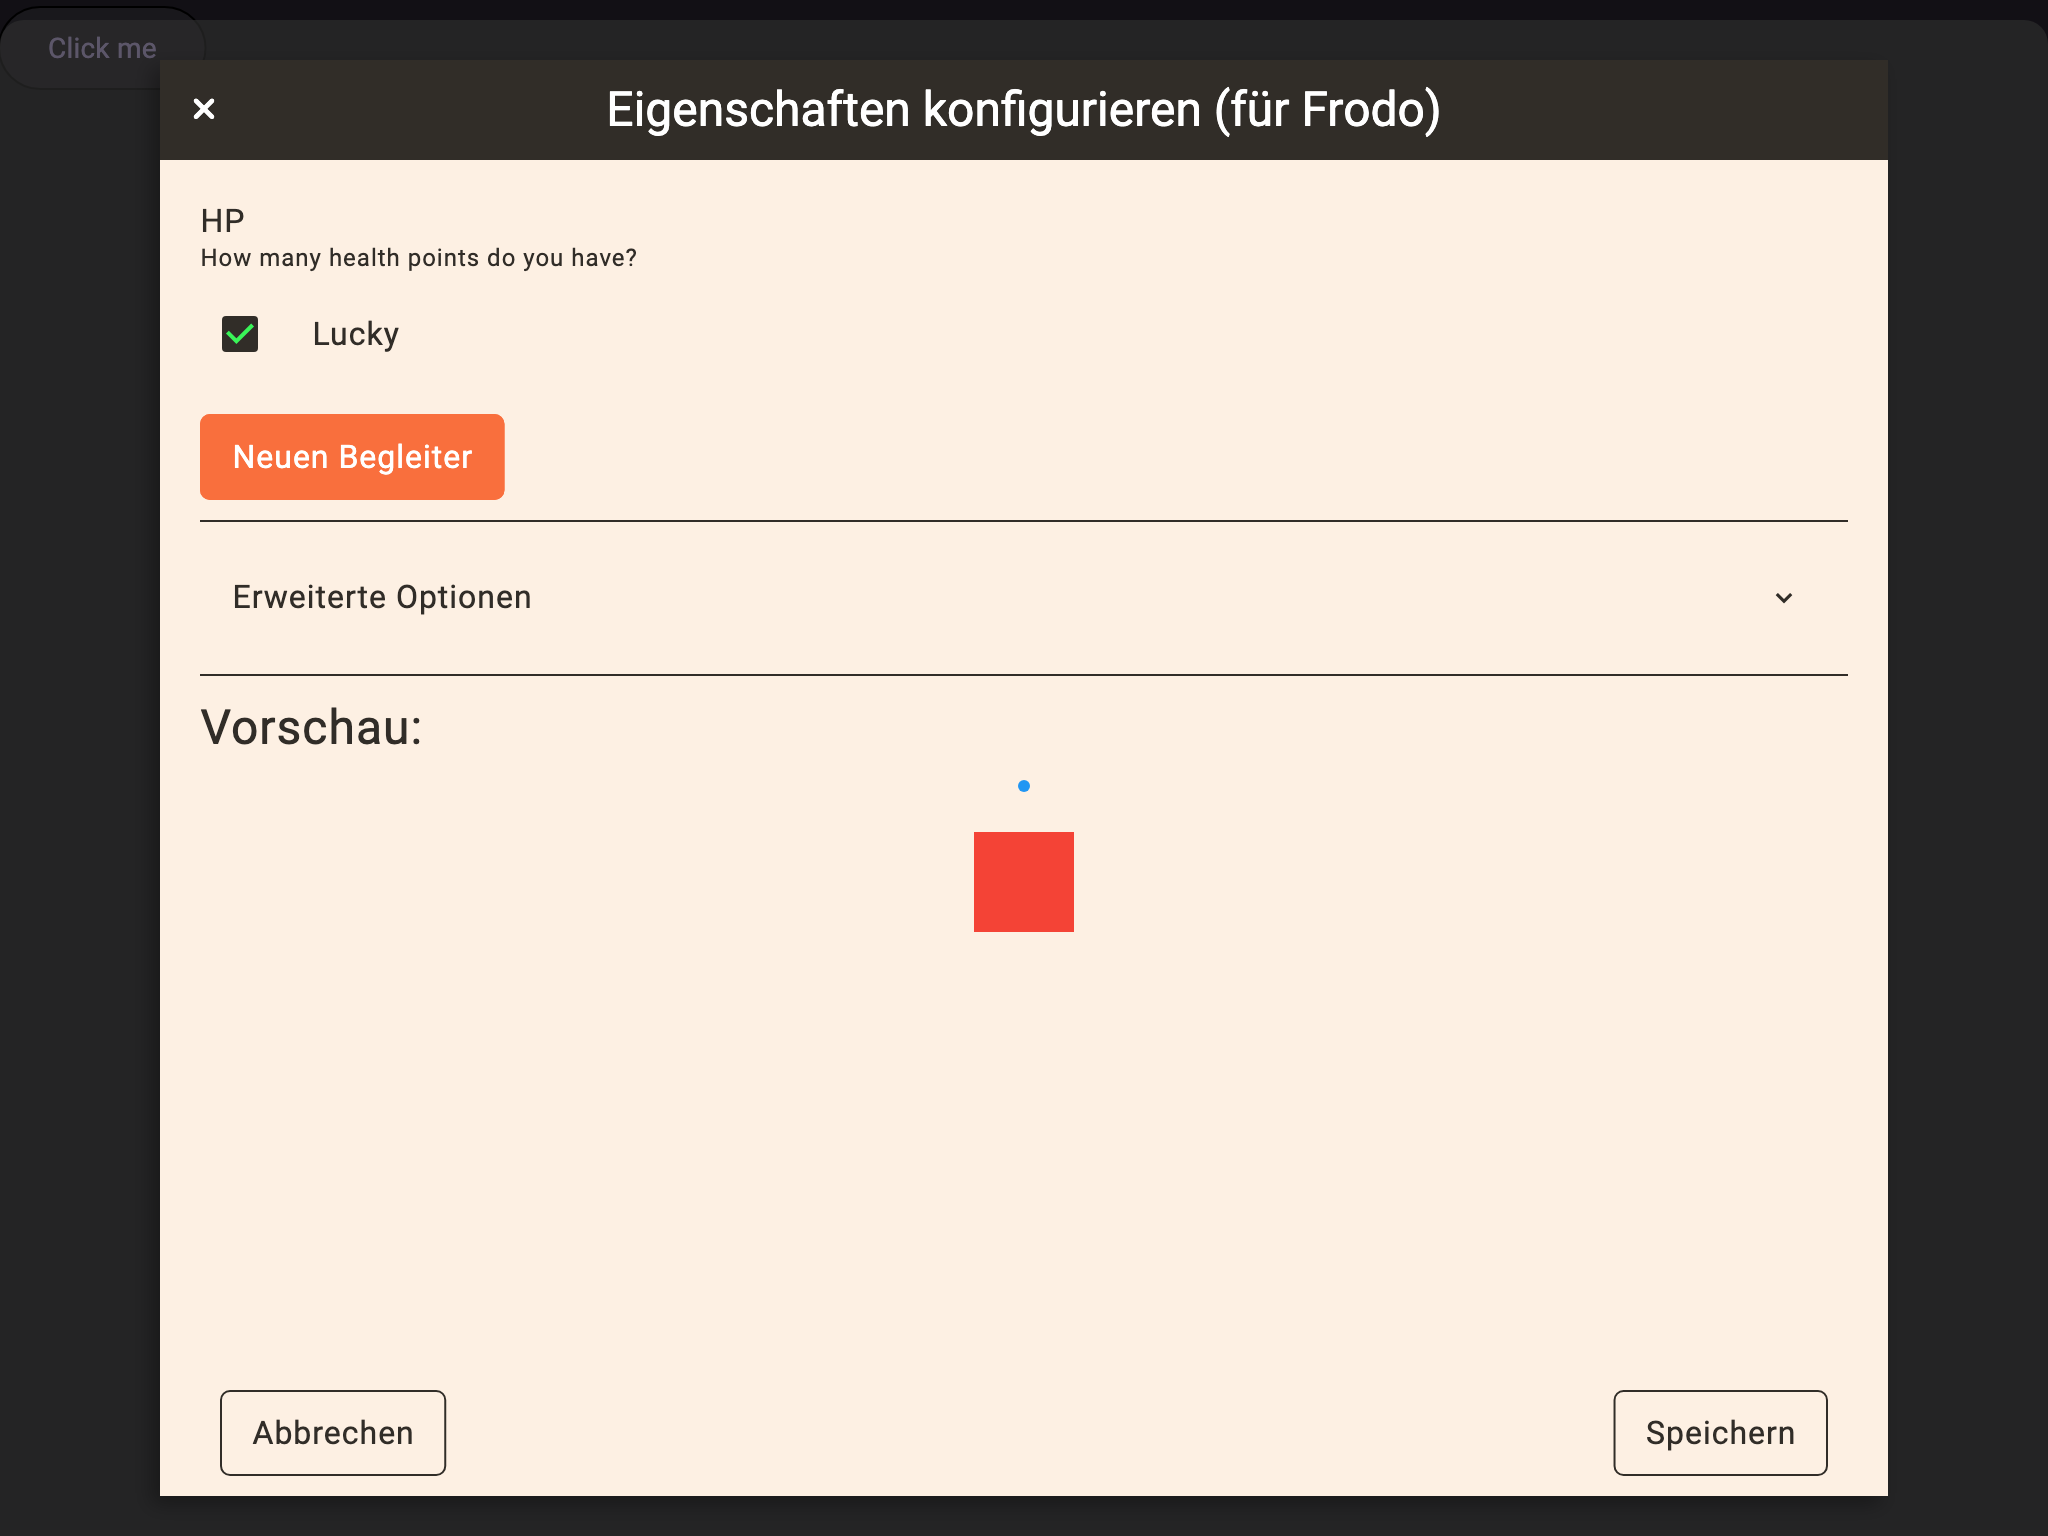 Click me
Eigenschaften konfigurieren (für Frodo)
HP
How many health points do you have?
Lucky
Neuen Begleiter
Erweiterte Optionen
Vorschau:
Abbrechen
Speichern